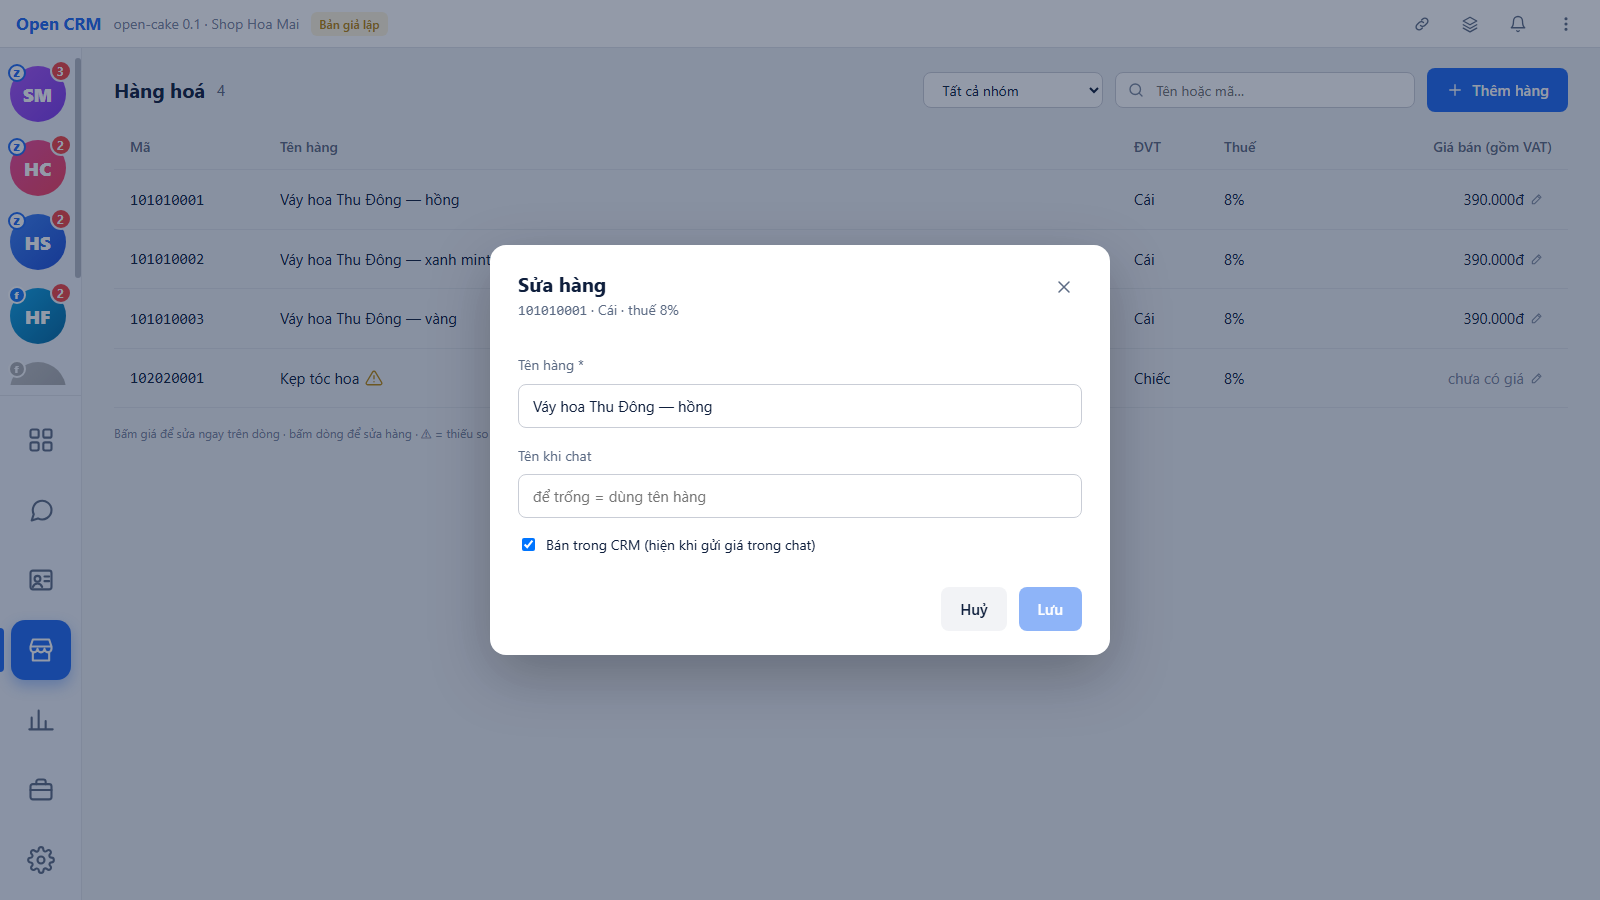 Open CRM open-cake 0.1 · Shop Hoa Mai Bản giả lập
z 3
SM
z 2
HC
z 2
HS
f 2
HF
f
Hàng hoá 4
Tất cả nhóm
Tên hoặc mã...
Thêm hàng
Mã Tên hàng ĐVT Thuế Giá bán (gồm VAT)
101010001 Váy hoa Thu Đông — hồng Cái 8% 390.000đ
101010002 Váy hoa Thu Đông — xanh mint Cái 8% 390.000đ
101010003 Váy hoa Thu Đông — vàng Cái 8% 390.000đ
102020001 Kẹp tóc hoa Chiếc 8% chưa có giá
Bấm giá để sửa ngay trên dòng · bấm dòng để sửa hàng · ⚠ = thiếu so
Sửa hàng
101010001 · Cái · thuế 8%
Tên hàng *
Váy hoa Thu Đông — hồng
Tên khi chat
để trống = dùng tên hàng
Bán trong CRM (hiện khi gửi giá trong chat)
Huỷ Lưu